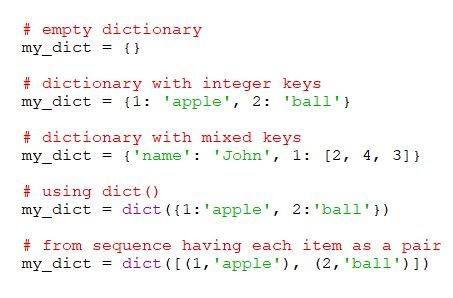 # empty dictionary
my_dict = {}
# dictionary with integer keys
my_dict = {1: 'apple', 2: 'ball'}
# dictionary with mixed keys
my_dict = {'name': 'John', 1: [2, 4, 3]}
# using dict()
my_dict = dict({1:'apple', 2:'ball'})
# from sequence having each item as a pair
my_dict = dict([(1,'apple'), (2,'ball')])